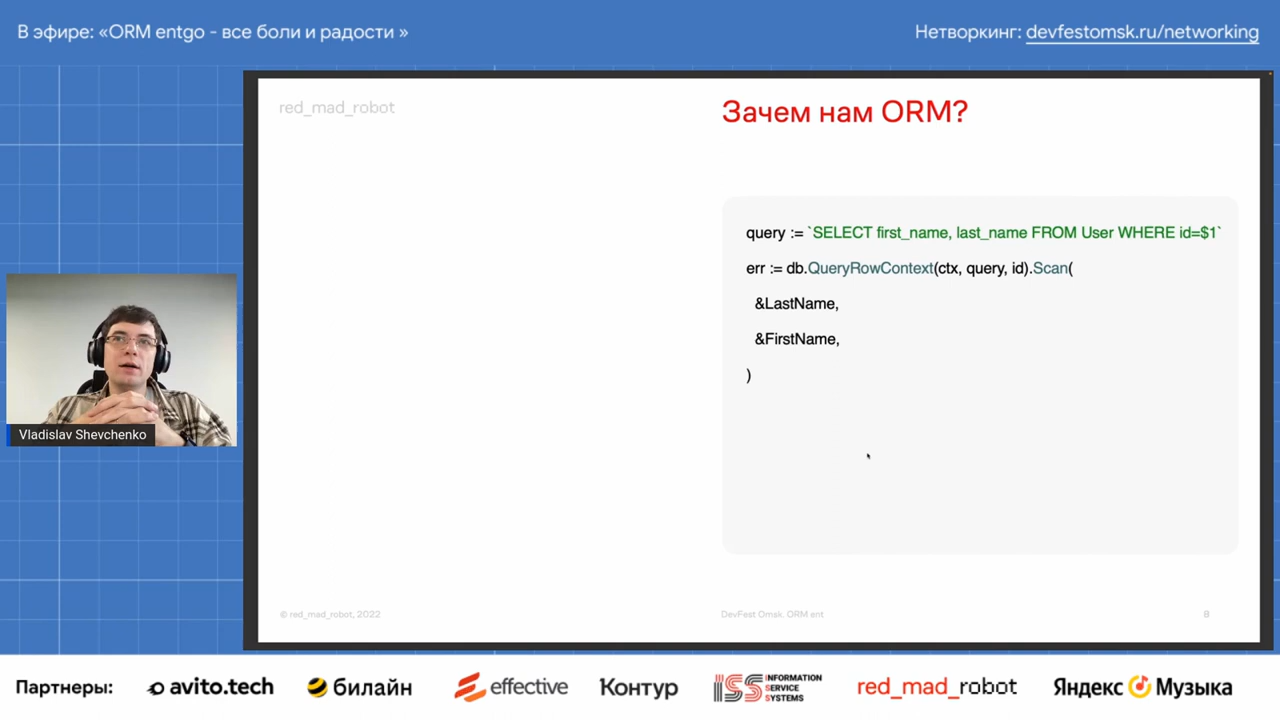 В эфире: «ORM entgo - все боли и радости »
Нетворкинг: devfestomsk.ru/networking
red_mad_robot
Зачем нам ORM?
query := `SELECT first_name, last_name FROM User WHERE id=$1`
err := db.QueryRowContext(ctx, query, id).Scan(
&LastName,
&FirstName,
)
Vladislav Shevchenko
© red_mad_robot, 2022
DevFest Omsk. ORM ent
8
Партнеры:
avito.tech
билайн
effective
Контур
ISS INFORMATION SERVICE SYSTEMS
red_mad_robot
Яндекс Музыка